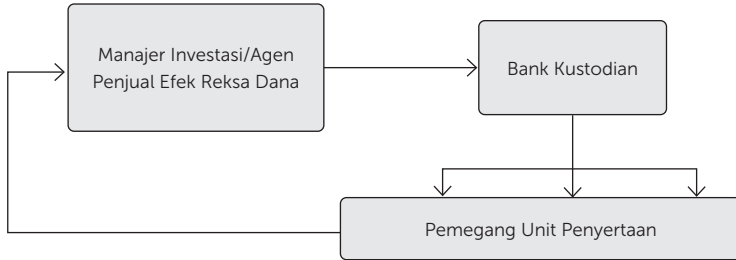 Manajer Investasi/Agen
Penjual Efek Reksa Dana
Bank Kustodian
Pemegang Unit Penyertaan